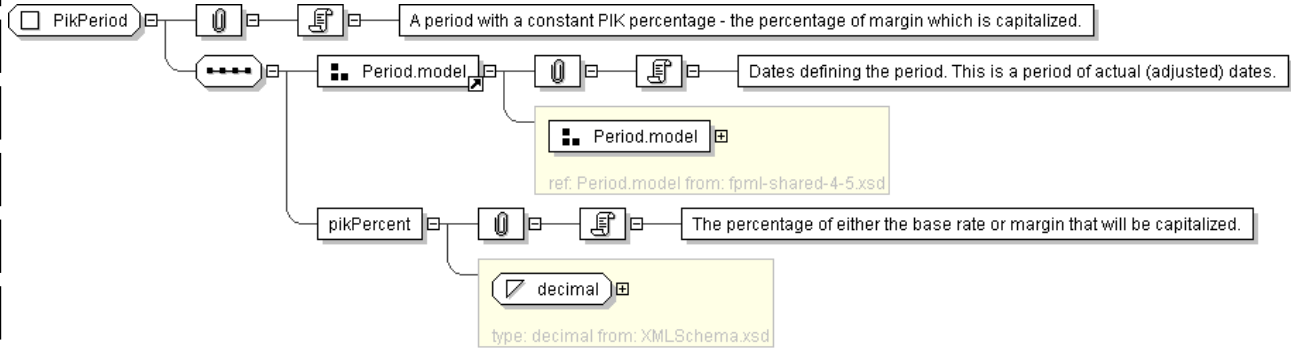 PikPeriod
A period with a constant PIK percentage - the percentage of margin which is capitalized.
Period.model
Dates defining the period. This is a period of actual (adjusted) dates.
Period.model
ref: Period.model from: fpml-shared-4-5.xsd
pikPercent
The percentage of either the base rate or margin that will be capitalized.
decimal
type: decimal from: XMLSchema.xsd